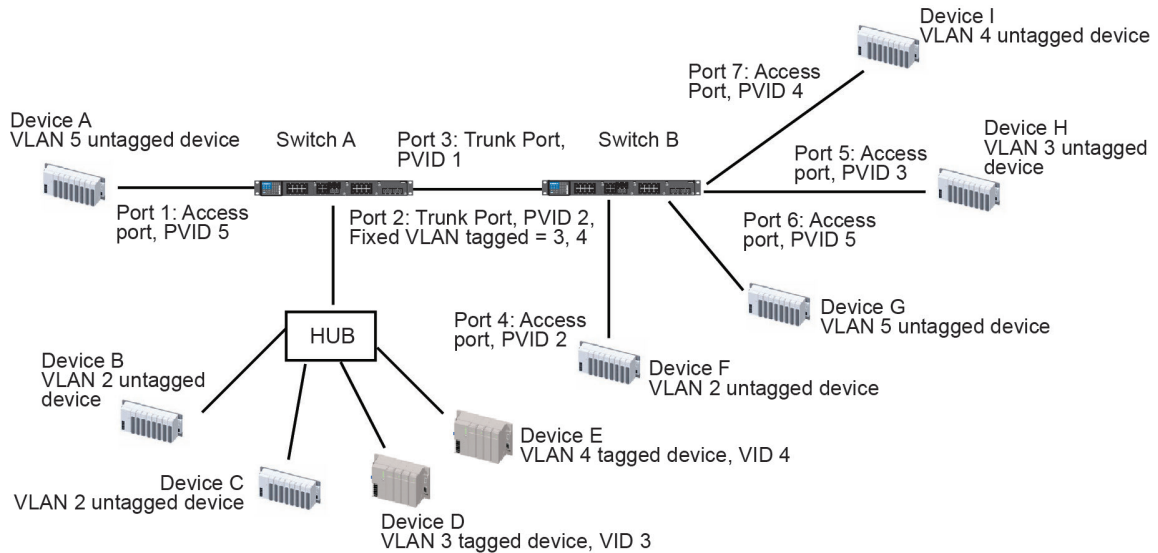 Device I
VLAN 4 untagged device
Port 7: Access
Port, PVID 4
Device A
VLAN 5 untagged device
Switch A
Port 3: Trunk Port,
PVID 1
Switch B
Device H
VLAN 3 untagged
device
Port 5: Access
port, PVID 3
Port 1: Access
port, PVID 5
Port 2: Trunk Port, PVID 2,
Fixed VLAN tagged = 3, 4
Port 6: Access
port, PVID 5
Device G
VLAN 5 untagged device
Port 4: Access
port, PVID 2
HUB
Device B
VLAN 2 untagged
device
Device F
VLAN 2 untagged device
Device E
VLAN 4 tagged device, VID 4
Device C
VLAN 2 untagged device
Device D
VLAN 3 tagged device, VID 3